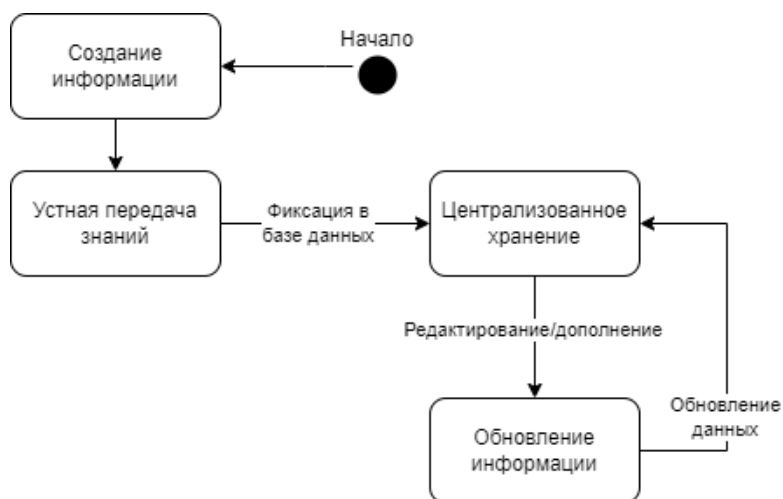 Начало
Создание
информации
Устная передача
знаний
Фиксация в
базе данных
Централизованное
хранение
Редактирование/дополнение
Обновление
данных
Обновление
информации